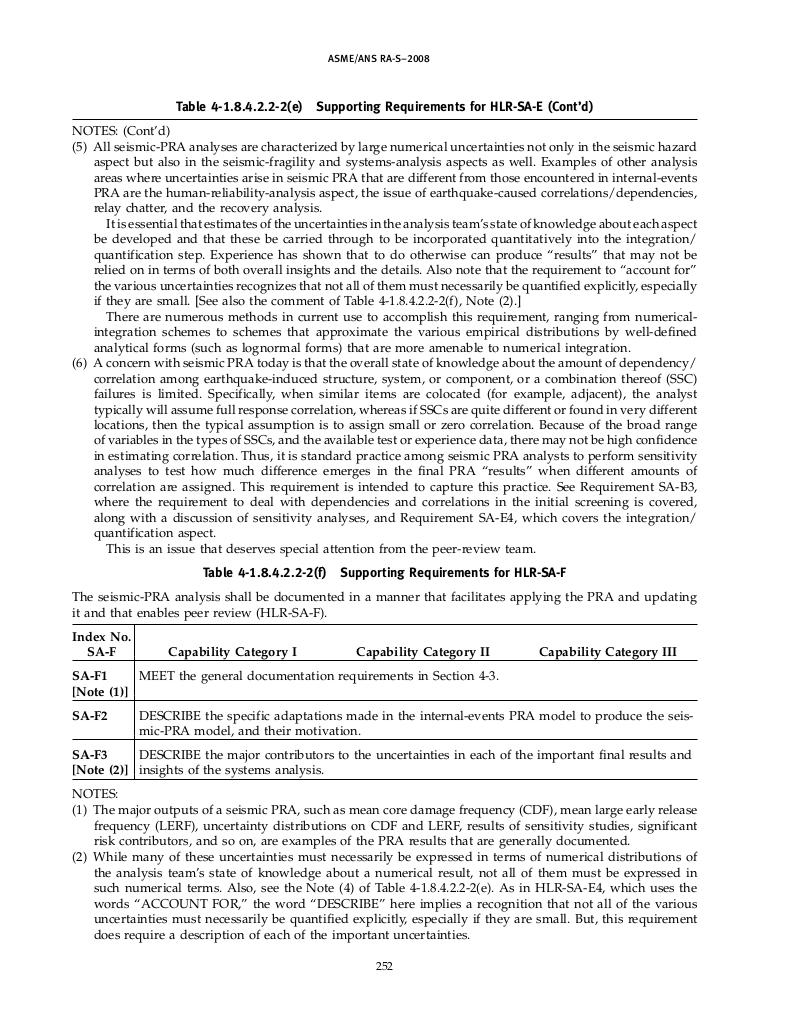 ASME/ANS RA-S–2008
Table 4-1.8.4.2.2-2(e) Supporting Requirements for HLR-SA-E (Cont’d)
NOTES: (Cont’d)
(5) All seismic-PRA analyses are characterized by large numerical uncertainties not only in the seismic hazard
aspect but also in the seismic-fragility and systems-analysis aspects as well. Examples of other analysis
areas where uncertainties arise in seismic PRA that are different from those encountered in internal-events
PRA are the human-reliability-analysis aspect, the issue of earthquake-caused correlations/dependencies,
relay chatter, and the recovery analysis.
It is essential that estimates of the uncertainties in the analysis team’s state of knowledge about each aspect
be developed and that these be carried through to be incorporated quantitatively into the integration/
quantification step. Experience has shown that to do otherwise can produce “results” that may not be
relied on in terms of both overall insights and the details. Also note that the requirement to “account for”
the various uncertainties recognizes that not all of them must necessarily be quantified explicitly, especially
if they are small. [See also the comment of Table 4-1.8.4.2.2-2(f), Note (2).]
There are numerous methods in current use to accomplish this requirement, ranging from numerical-
integration schemes to schemes that approximate the various empirical distributions by well-defined
analytical forms (such as lognormal forms) that are more amenable to numerical integration.
(6) A concern with seismic PRA today is that the overall state of knowledge about the amount of dependency/
correlation among earthquake-induced structure, system, or component, or a combination thereof (SSC)
failures is limited. Specifically, when similar items are colocated (for example, adjacent), the analyst
typically will assume full response correlation, whereas if SSCs are quite different or found in very different
locations, then the typical assumption is to assign small or zero correlation. Because of the broad range
of variables in the types of SSCs, and the available test or experience data, there may not be high confidence
in estimating correlation. Thus, it is standard practice among seismic PRA analysts to perform sensitivity
analyses to test how much difference emerges in the final PRA “results” when different amounts of
correlation are assigned. This requirement is intended to capture this practice. See Requirement SA-B3,
where the requirement to deal with dependencies and correlations in the initial screening is covered,
along with a discussion of sensitivity analyses, and Requirement SA-E4, which covers the integration/
quantification aspect.
This is an issue that deserves special attention from the peer-review team.
Table 4-1.8.4.2.2-2(f) Supporting Requirements for HLR-SA-F
The seismic-PRA analysis shall be documented in a manner that facilitates applying the PRA and updating
it and that enables peer review (HLR-SA-F).
Index No.
SA-F Capability Category I Capability Category II Capability Category III
SA-F1 MEET the general documentation requirements in Section 4-3.
[Note (1)]
SA-F2 DESCRIBE the specific adaptations made in the internal-events PRA model to produce the seis-
mic-PRA model, and their motivation.
SA-F3 DESCRIBE the major contributors to the uncertainties in each of the important final results and
[Note (2)] insights of the systems analysis.
NOTES:
(1) The major outputs of a seismic PRA, such as mean core damage frequency (CDF), mean large early release
frequency (LERF), uncertainty distributions on CDF and LERF, results of sensitivity studies, significant
risk contributors, and so on, are examples of the PRA results that are generally documented.
(2) While many of these uncertainties must necessarily be expressed in terms of numerical distributions of
the analysis team’s state of knowledge about a numerical result, not all of them must be expressed in
such numerical terms. Also, see the Note (4) of Table 4-1.8.4.2.2-2(e). As in HLR-SA-E4, which uses the
words “ACCOUNT FOR,” the word “DESCRIBE” here implies a recognition that not all of the various
uncertainties must necessarily be quantified explicitly, especially if they are small. But, this requirement
does require a description of each of the important uncertainties.
252